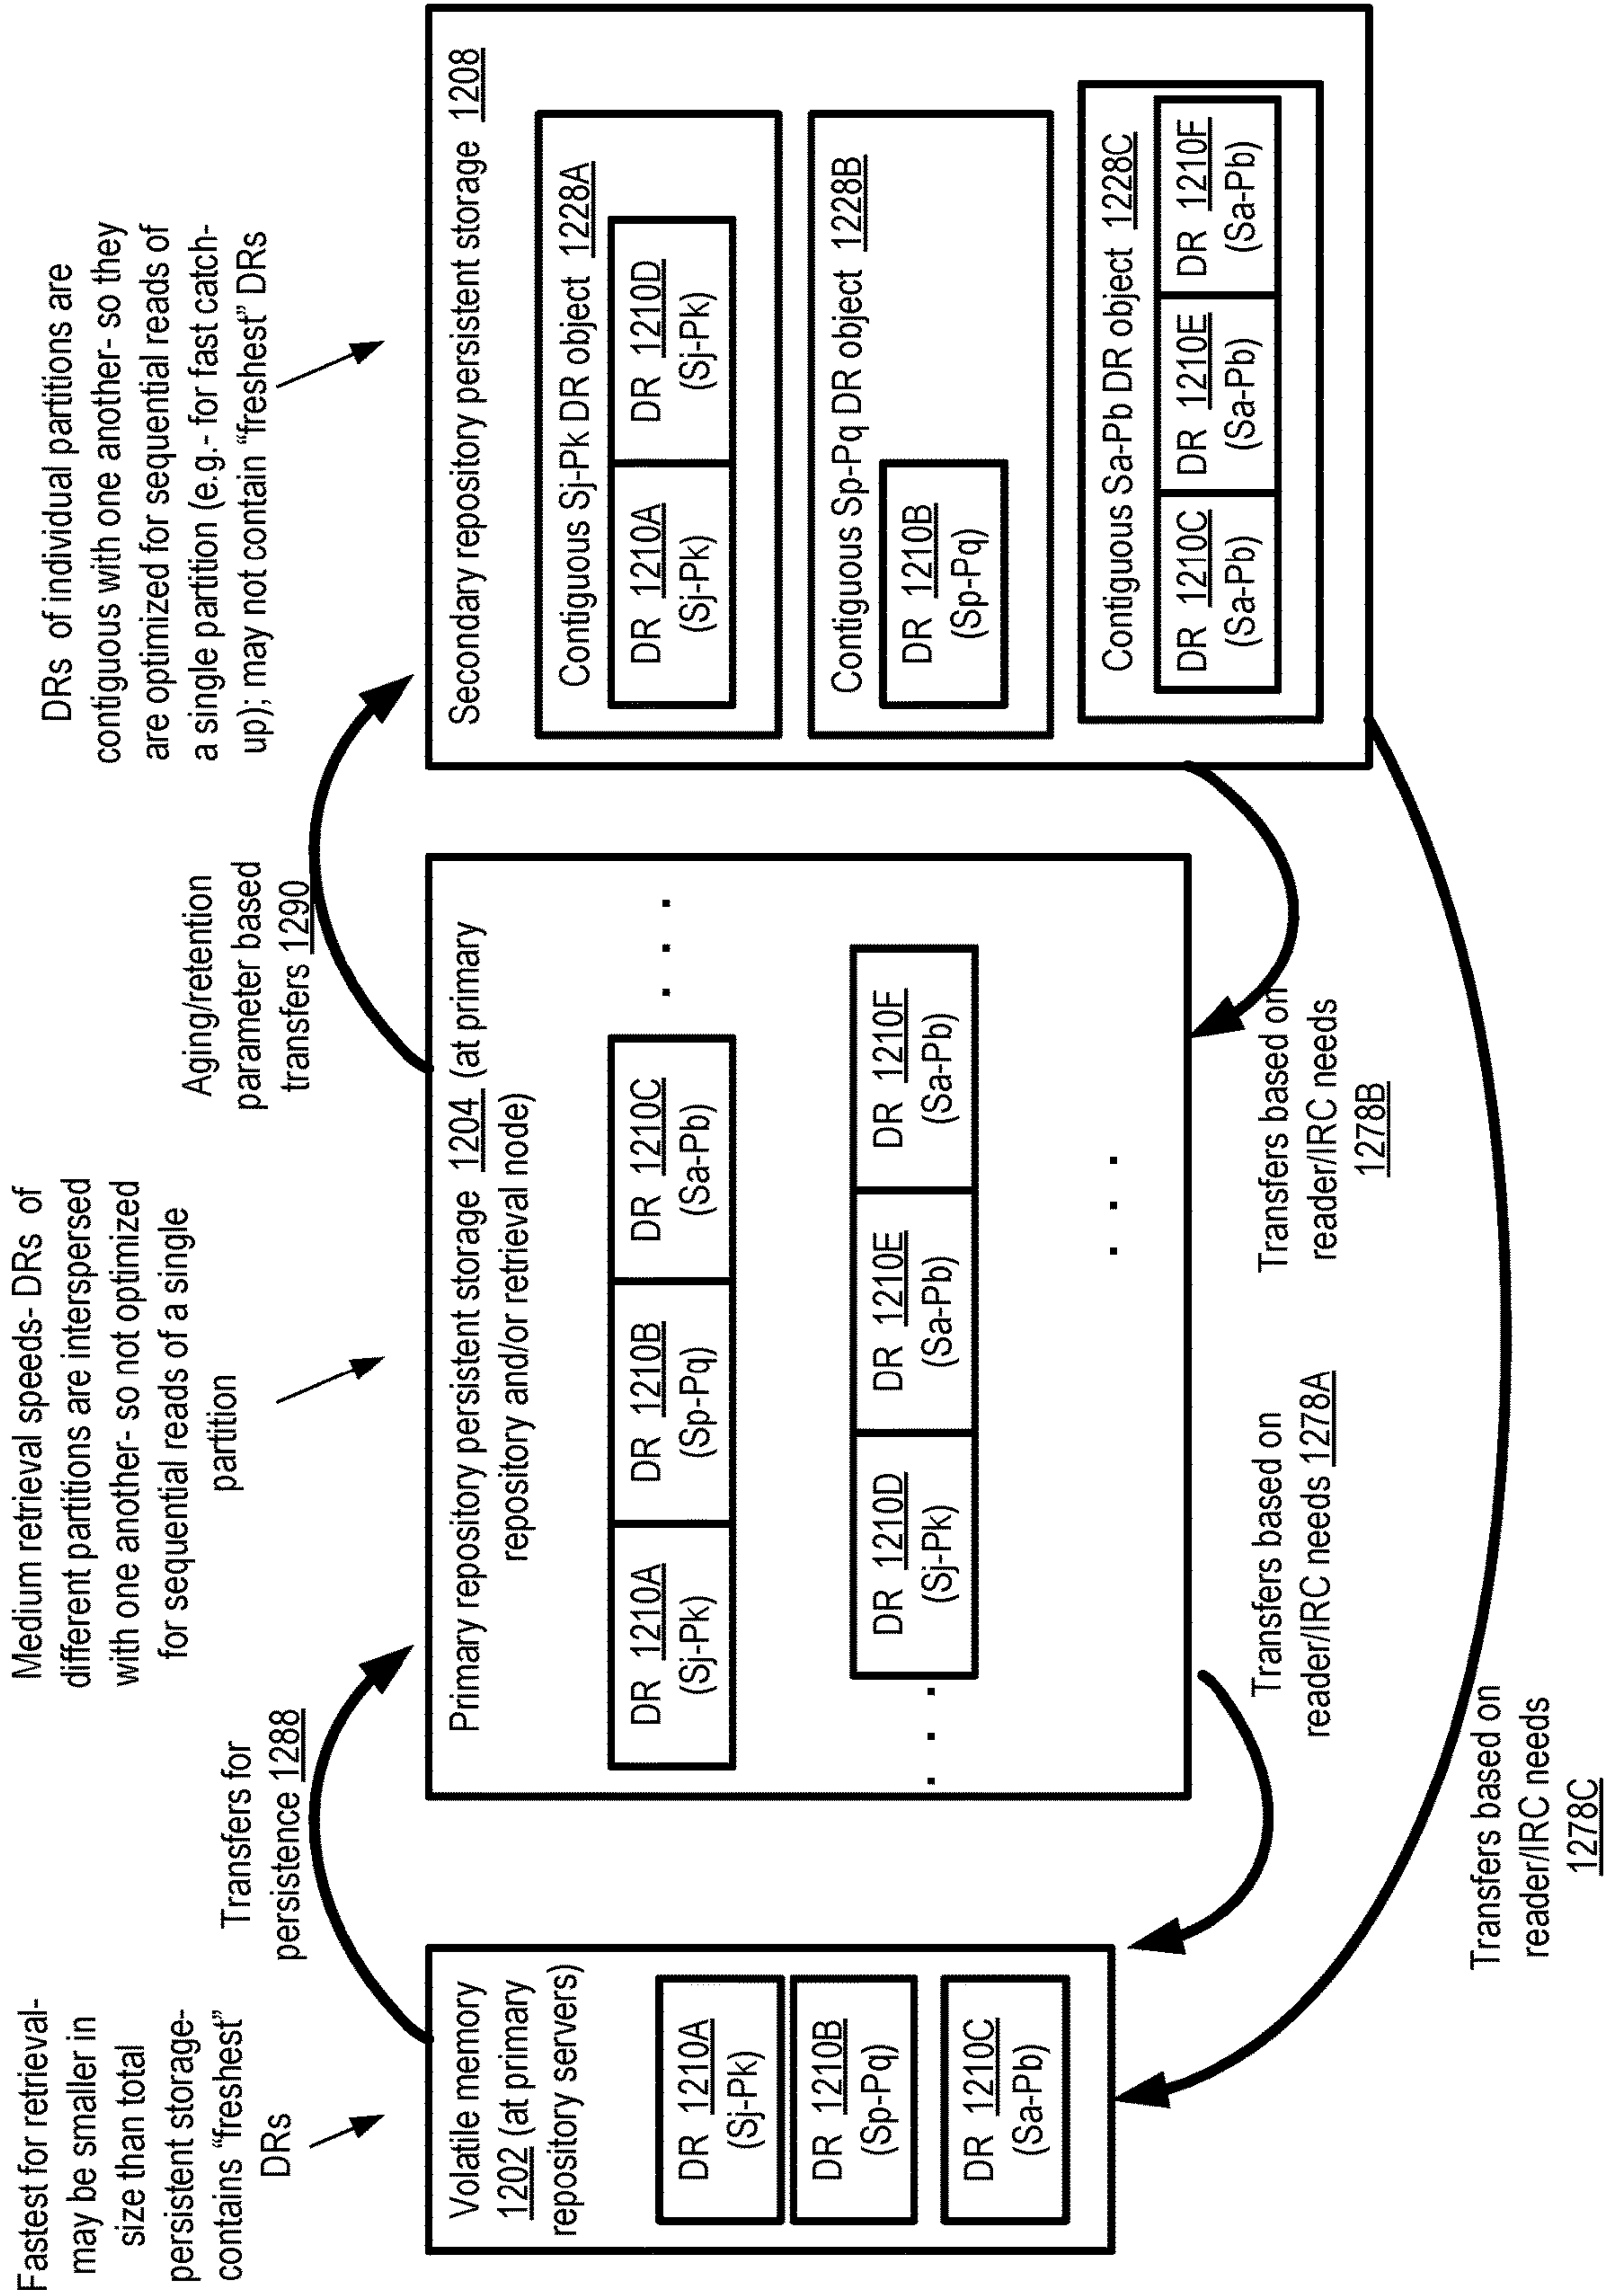 Fastest for retrieval-
may be smaller in
size than total
persistent storage-
contains "freshest"
DRs
Transfers for
persistence 1288
Medium retrieval speeds- DRs of
different partitions are interspersed
with one another- so not optimized
for sequential reads of a single
partition
Aging/retention
parameter based
transfers 1290
DRs of individual partitions are
contiguous with one another- so they
are optimized for sequential reads of
a single partition (e.g.- for fast catch-
up); may not contain "freshest" DRs
Volatile memory
1202 (at primary
repository servers)
DR 1210A
(Sj-Pk)
DR 1210B
(Sp-Pq)
DR 1210C
(Sa-Pb)
Primary repository persistent storage 1204 (at primary
repository and/or retrieval node)
DR 1210A
(Sj-Pk)
DR 1210B
(Sp-Pq)
DR 1210C
(Sa-Pb)
. . .
. . .
DR 1210D
(Sj-Pk)
DR 1210E
(Sa-Pb)
DR 1210F
(Sa-Pb)
. . .
Secondary repository persistent storage 1208
Contiguous Sj-Pk DR object 1228A
DR 1210A
(Sj-Pk)
DR 1210D
(Sj-Pk)
Contiguous Sp-Pq DR object 1228B
DR 1210B
(Sp-Pq)
Contiguous Sa-Pb DR object 1228C
DR 1210C
(Sa-Pb)
DR 1210E
(Sa-Pb)
DR 1210F
(Sa-Pb)
Transfers based on
reader/IRC needs 1278A
Transfers based on
reader/IRC needs
1278B
Transfers based on
reader/IRC needs
1278C